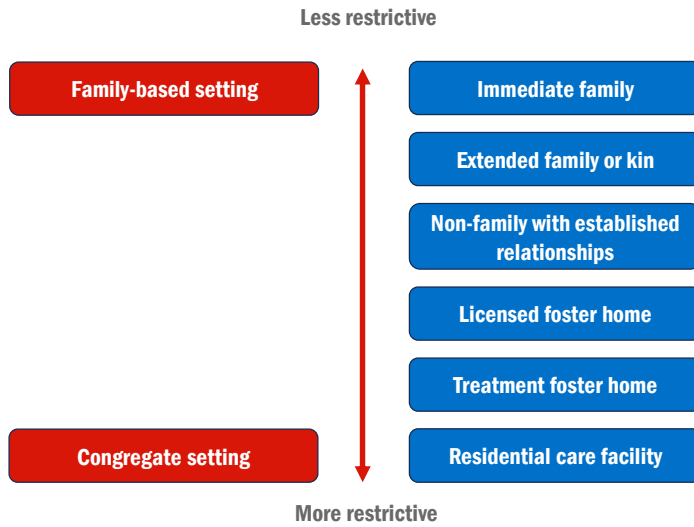 Less restrictive
Family-based setting
Immediate family
Extended family or kin
Non-family with established
relationships
Licensed foster home
Treatment foster home
Congregate setting
Residential care facility
More restrictive